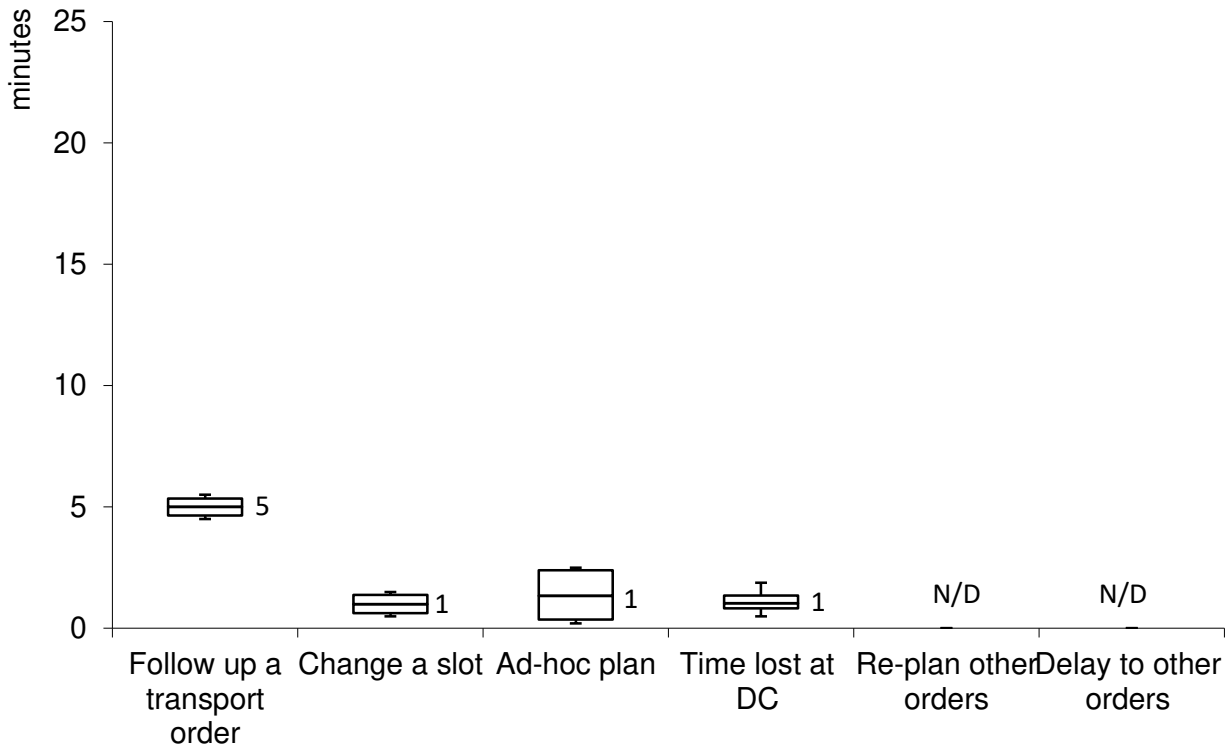 minutes
25
20
15
10
5
0
5
1
1
1
N/D
N/D
Follow up a
transport
order
Change a slot
Ad-hoc plan
Time lost at
DC
Re-plan other
orders
Delay to other
orders